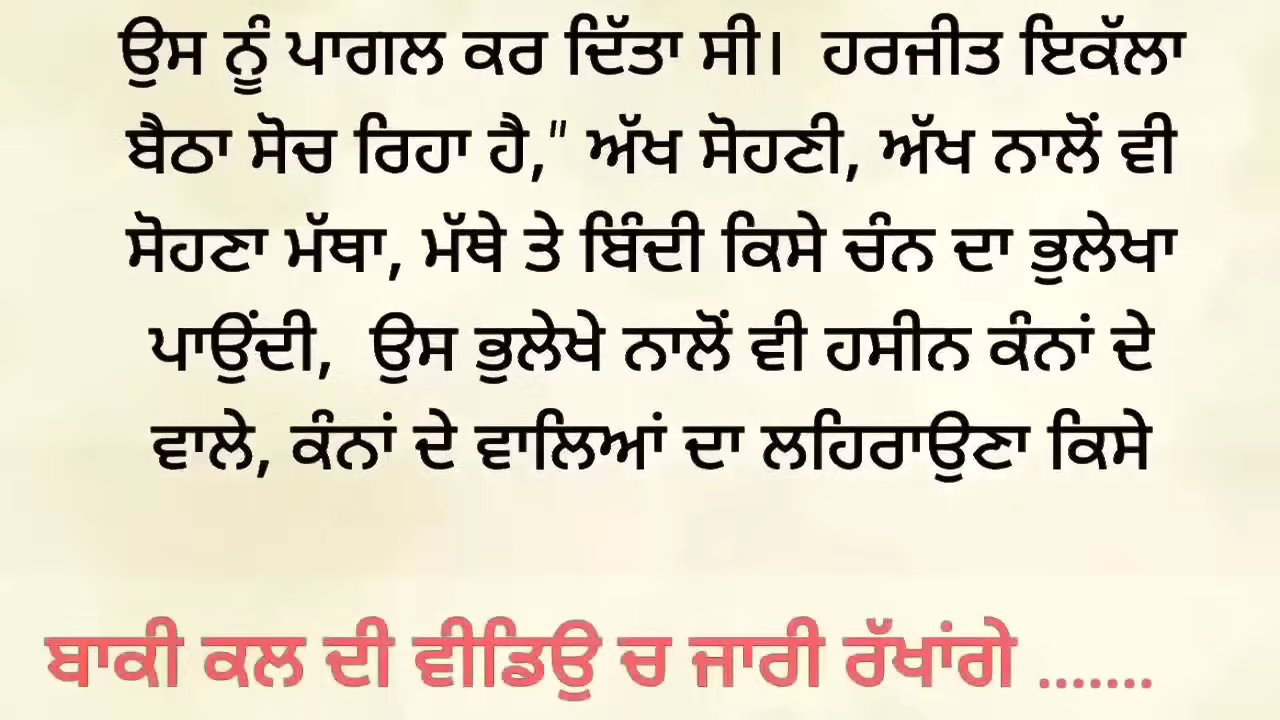 ਉਸ ਨੂੰ ਪਾਗਲ ਕਰ ਦਿੱਤਾ ਸੀ।  ਹਰਜੀਤ ਇਕੱਲਾ
ਬੈਠਾ ਸੋਚ ਰਿਹਾ ਹੈ," ਅੱਖ ਸੋਹਣੀ, ਅੱਖ ਨਾਲੋਂ ਵੀ
ਸੋਹਣਾ ਮੱਥਾ, ਮੱਥੇ ਤੇ ਬਿੰਦੀ ਕਿਸੇ ਚੰਨ ਦਾ ਭੁਲੇਖਾ
ਪਾਉਂਦੀ,  ਉਸ ਭੁਲੇਖੇ ਨਾਲੋਂ ਵੀ ਹਸੀਨ ਕੰਨਾਂ ਦੇ
ਵਾਲੇ, ਕੰਨਾਂ ਦੇ ਵਾਲਿਆਂ ਦਾ ਲਹਿਰਾਉਣਾ ਕਿਸੇ
ਬਾਕੀ ਕਲ ਦੀ ਵੀਡਿਉ ਚ ਜਾਰੀ ਰੱਖਾਂਗੇ .......